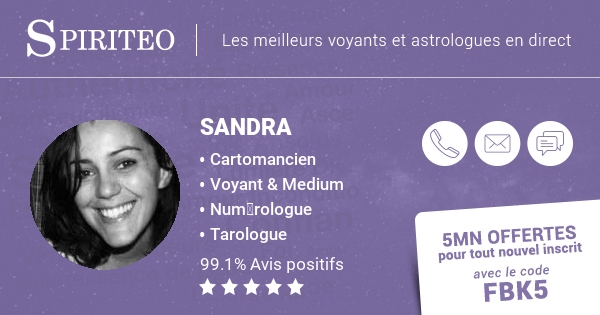 SPIRITEO
Les meilleurs voyants et astrologues en direct
SANDRA
• Cartomancien
• Voyant & Medium
• Num▯rologue
• Tarologue
99.1% Avis positifs
5MN OFFERTES
pour tout nouvel inscrit
avec le code
FBK5